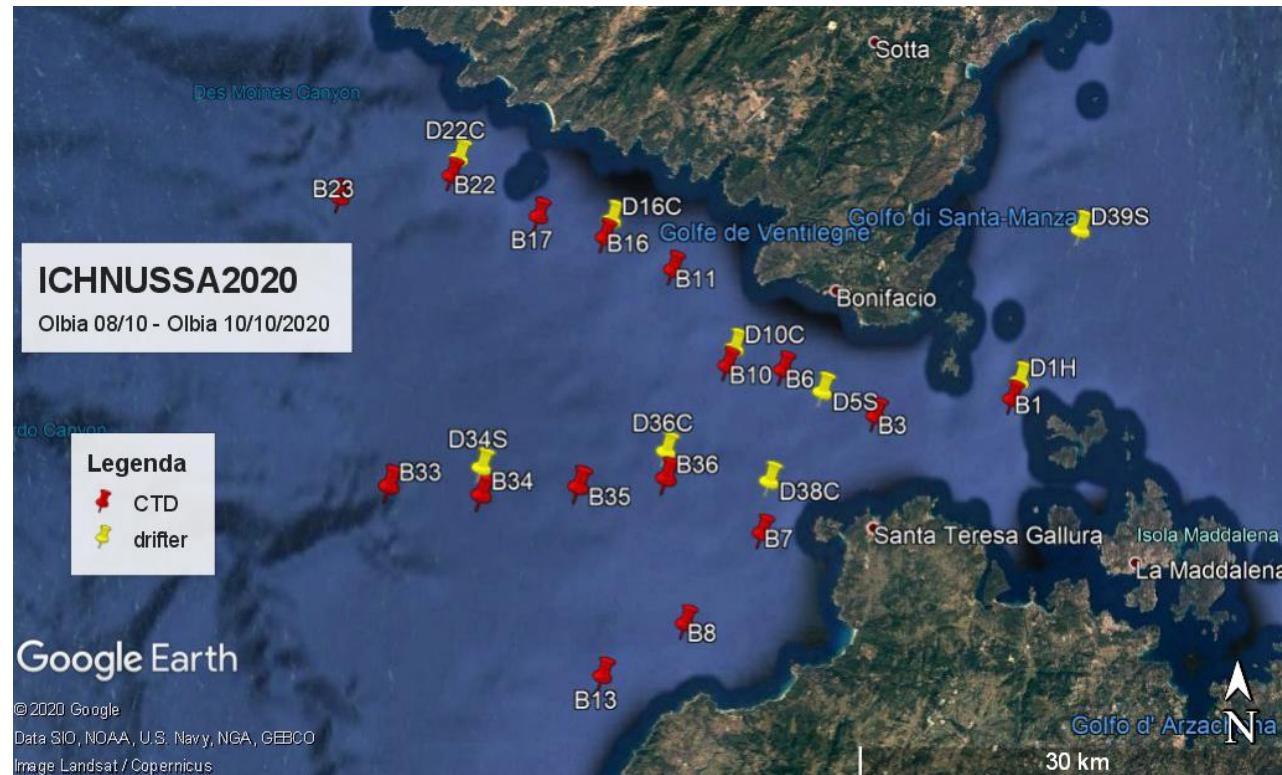 Sotta
Des Moines Canyon
D22C
B23
B22
D16C
Golfo di Santa-Manza
D39S
B17
B16
Golfe de Ventilegne
B11
ICHNUSSA2020
Olbia 08/10 - Olbia 10/10/2020
Bonifacio
D10C
B10
B6
D1H
D5S
B1
B3
D36C
rdo Canyon
D34S
Legenda
B33
B34
B35
B36
D38C
CTD
B7
Santa Teresa Gallura
Isola Maddalena
drifter
La Maddalena
B8
Google Earth
B13
© 2020 Google
Data SIO, NOAA, U.S. Navy, NGA, GEBCO
Golfo d' Arzachena
N
Image Landsat / Copernicus
30 km